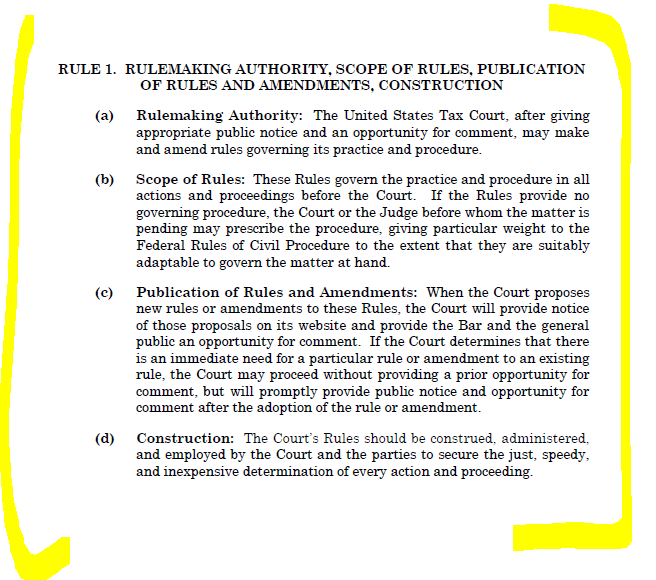 RULE 1. RULEMAKING AUTHORITY, SCOPE OF RULES, PUBLICATION
OF RULES AND AMENDMENTS, CONSTRUCTION
(a) Rulemaking Authority: The United States Tax Court, after giving
appropriate public notice and an opportunity for comment, may make
and amend rules governing its practice and procedure.
(b) Scope of Rules: These Rules govern the practice and procedure in all
actions and proceedings before the Court. If the Rules provide no
governing procedure, the Court or the Judge before whom the matter is
pending may prescribe the procedure, giving particular weight to the
Federal Rules of Civil Procedure to the extent that they are suitably
adaptable to govern the matter at hand.
(c) Publication of Rules and Amendments: When the Court proposes
new rules or amendments to these Rules, the Court will provide notice
of those proposals on its website and provide the Bar and the general
public an opportunity for comment. If the Court determines that there
is an immediate need for a particular rule or amendment to an existing
rule, the Court may proceed without providing a prior opportunity for
comment, but will promptly provide public notice and opportunity for
comment after the adoption of the rule or amendment.
(d) Construction: The Court's Rules should be construed, administered,
and employed by the Court and the parties to secure the just, speedy,
and inexpensive determination of every action and proceeding.